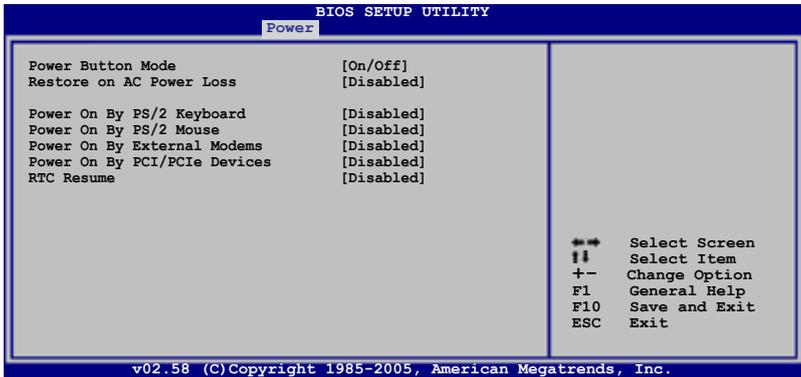 BIOS SETUP UTILITY
Power
Power Button Mode [On/Off]
Restore on AC Power Loss [Disabled]
Power On By PS/2 Keyboard [Disabled]
Power On By PS/2 Mouse [Disabled]
Power On By External Modems [Disabled]
Power On By PCI/PCIe Devices [Disabled]
RTC Resume [Disabled]
←→ Select Screen
↑↓ Select Item
+- Change Option
F1 General Help
F10 Save and Exit
ESC Exit
v02.58 (C)Copyright 1985-2005, American Megatrends, Inc.